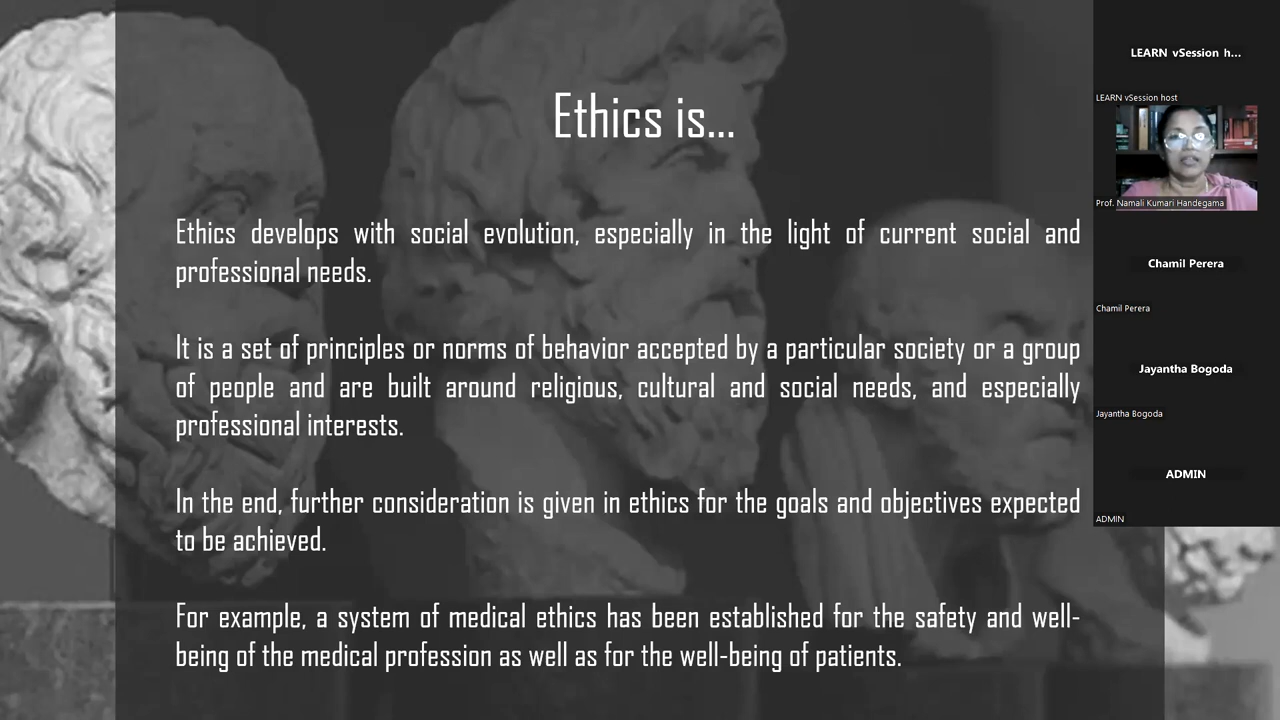 Ethics is...
Ethics develops with social evolution, especially in the light of current social and
professional needs.
It is a set of principles or norms of behavior accepted by a particular society or a group
of people and are built around religious, cultural and social needs, and especially
professional interests.
In the end, further consideration is given in ethics for the goals and objectives expected
to be achieved.
For example, a system of medical ethics has been established for the safety and well-
being of the medical profession as well as for the well-being of patients.
LEARN vSession h...
LEARN vSession host
Prof. Namali Kumari Handegama
Chamil Perera
Chamil Perera
Jayantha Bogoda
Jayantha Bogoda
ADMIN
ADMIN